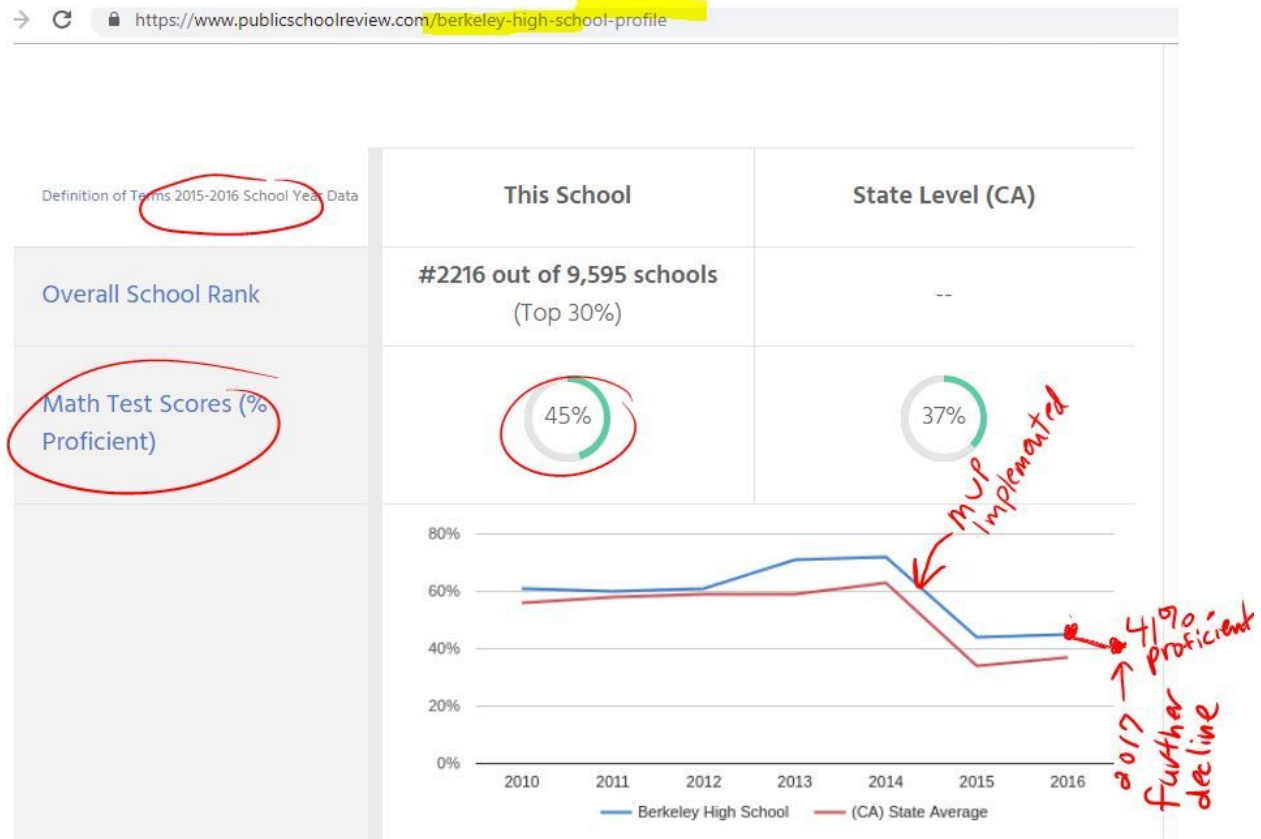 https://www.publicschoolreview.com/berkeley-high-school-profile
Definition of Terms 2015-2016 School Year Data
This School
State Level (CA)
Overall School Rank
#2216 out of 9,595 schools
(Top 30%)
--
Math Test Scores (%
Proficient)
45%
37%
MVP
Implemented
80%
60%
40%
20%
0%
2010 2011 2012 2013 2014 2015 2016
Berkeley High School (CA) State Average
41%
proficient
2017
further
decline